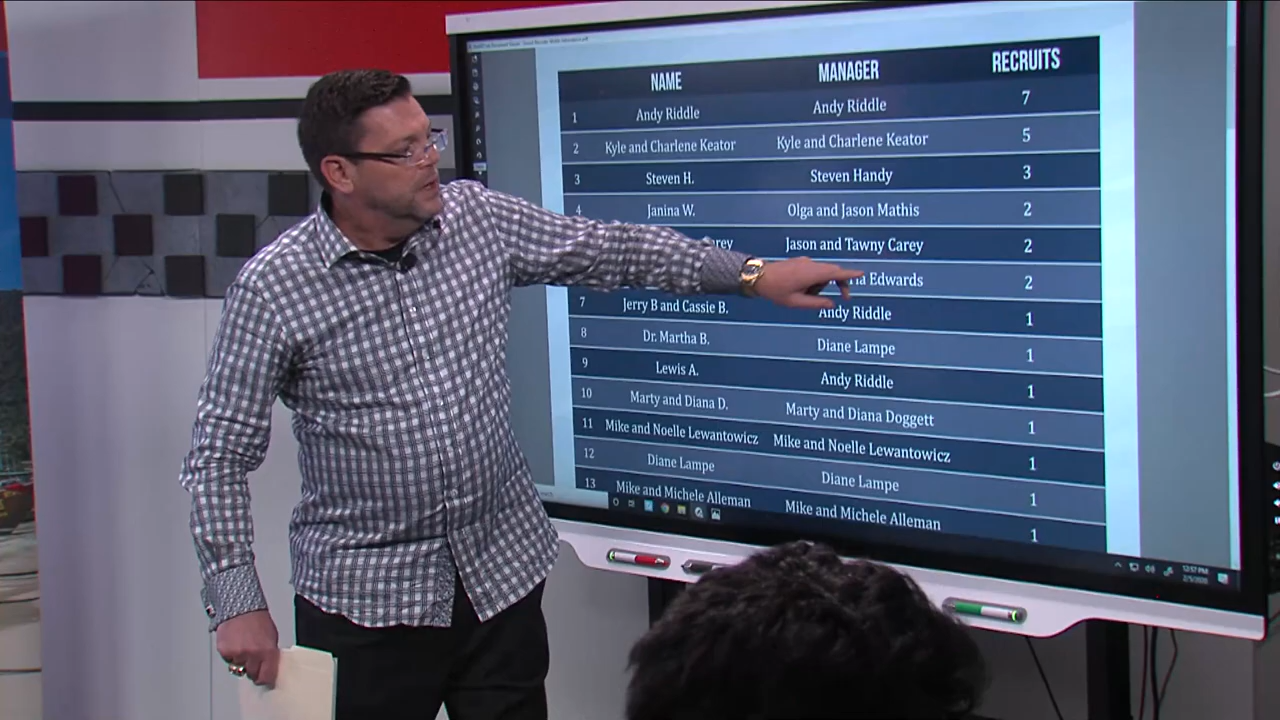 NAME MANAGER RECRUITS
1 Andy Riddle Andy Riddle 7
2 Kyle and Charlene Keator Kyle and Charlene Keator 5
3 Steven H. Steven Handy 3
4 Janina W. Olga and Jason Mathis 2
Jason and Tawny Carey 2
Edwards 2
7 Jerry B and Cassie B. Andy Riddle 1
8 Dr. Martha B. Diane Lampe 1
9 Lewis A. Andy Riddle 1
10 Marty and Diana D. Marty and Diana Doggett 1
11 Mike and Noelle Lewantowicz Mike and Noelle Lewantowicz 1
12 Diane Lampe Diane Lampe 1
13 Mike and Michele Alleman Mike and Michele Alleman 1
12:57 PM